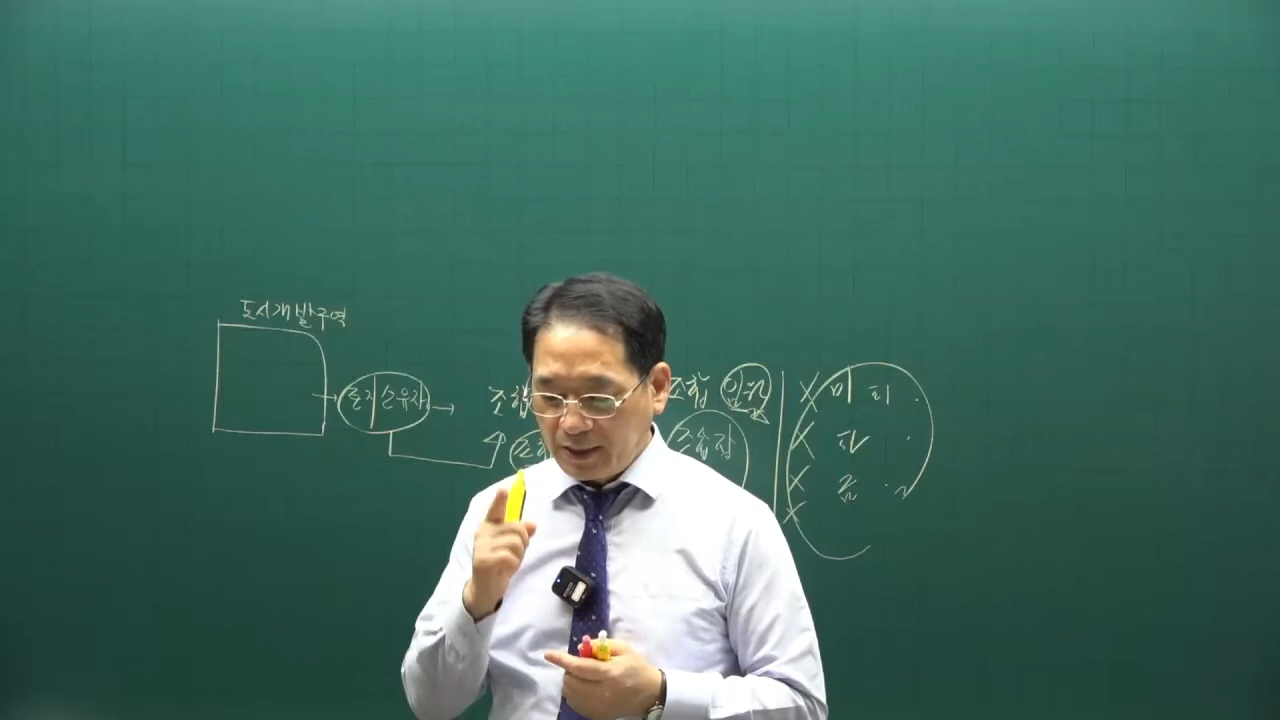 도시개발구역
토지소유자 → 조합 조합 임원
조합 조합장
X 미 피 .
X 파 .
X
X